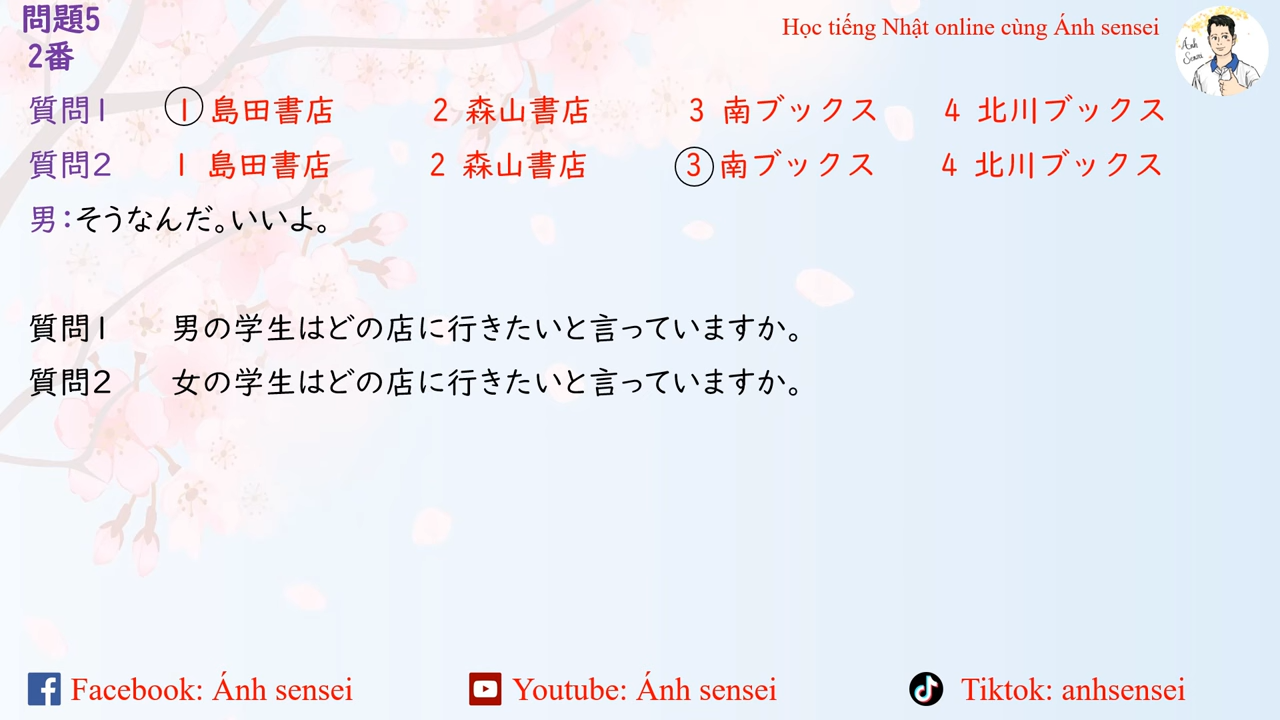 問題5
Học tiếng Nhật online cùng Ánh sensei
Ánh Sensei
2番
質問1 1 島田書店 2 森山書店 3 南ブックス 4 北川ブックス
質問2 1 島田書店 2 森山書店 3 南ブックス 4 北川ブックス
男:そうなんだ。いいよ。
質問1 男の学生はどの店に行きたいと言っていますか。
質問2 女の学生はどの店に行きたいと言っていますか。
Facebook: Ánh sensei Youtube: Ánh sensei Tiktok: anhsensei